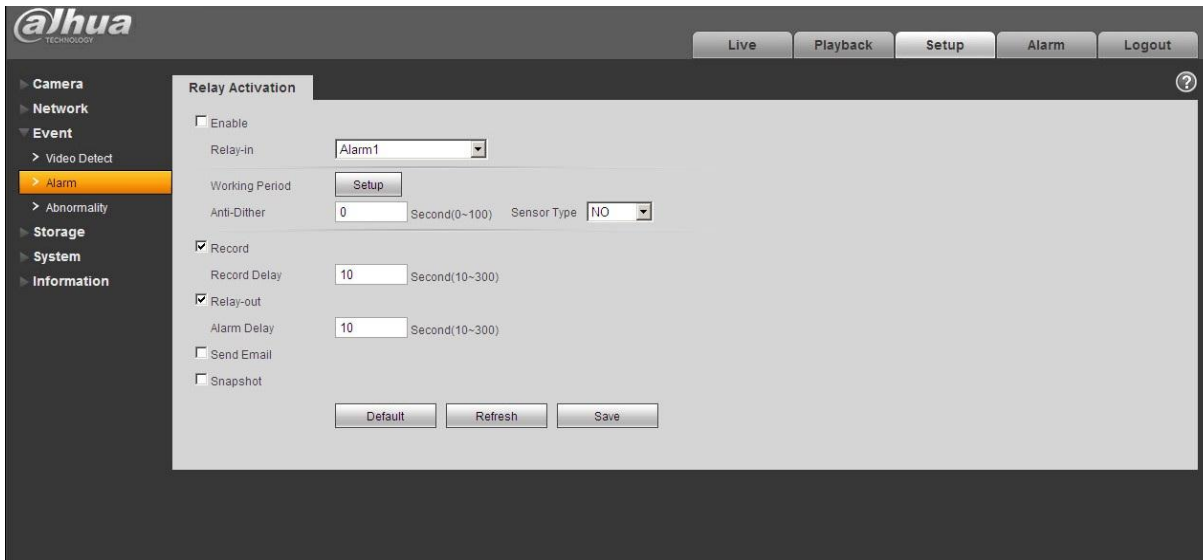 alhua
TECHNOLOGY
Live Playback Setup Alarm Logout
Camera
Network
Event
> Video Detect
> Alarm
> Abnormality
Storage
System
Information
Relay Activation
?
Enable
Relay-in Alarm1
Working Period Setup
Anti-Dither 0 Second(0~100) Sensor Type NO
Record
Record Delay 10 Second(10~300)
Relay-out
Alarm Delay 10 Second(10~300)
Send Email
Snapshot
Default Refresh Save